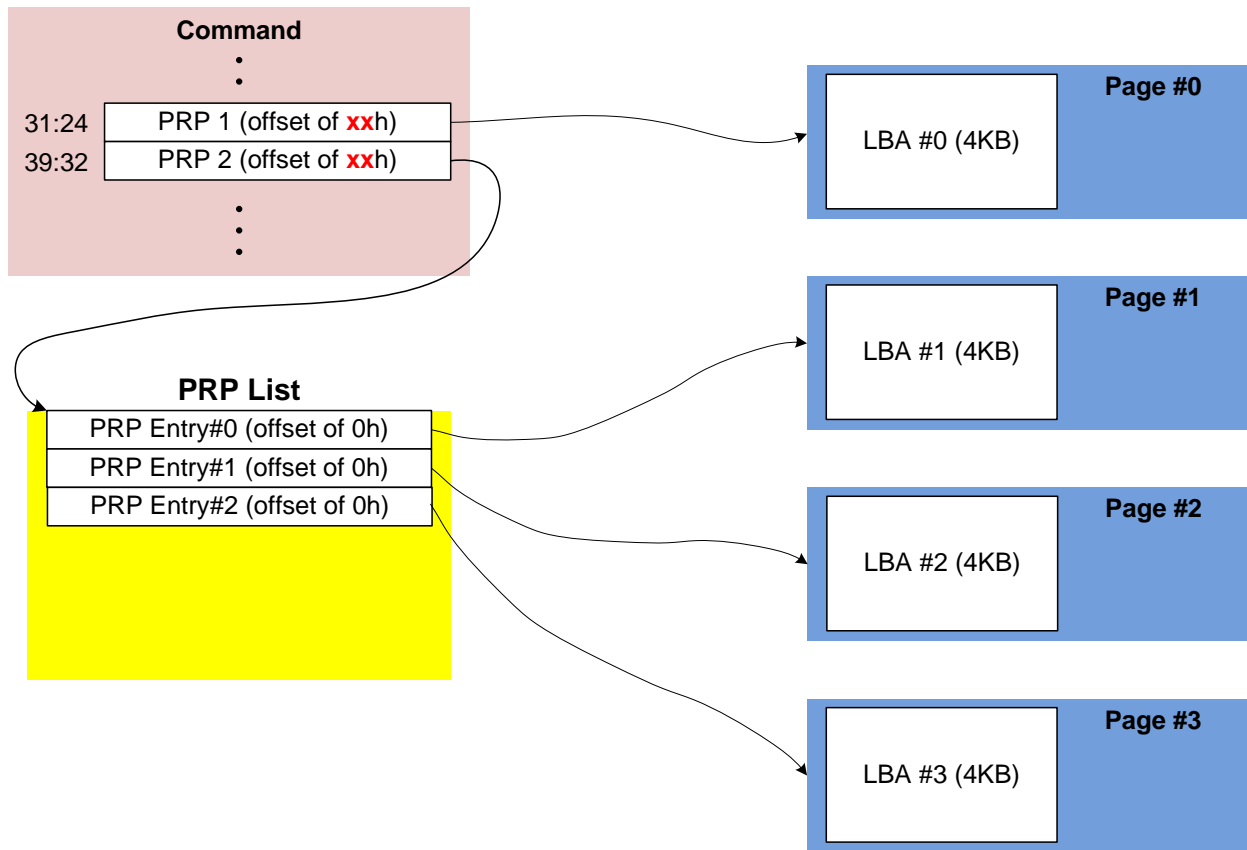 Command
31:24 PRP 1 (offset of xxh)
39:32 PRP 2 (offset of xxh)
PRP List
PRP Entry#0 (offset of 0h)
PRP Entry#1 (offset of 0h)
PRP Entry#2 (offset of 0h)
Page #0
LBA #0 (4KB)
Page #1
LBA #1 (4KB)
Page #2
LBA #2 (4KB)
Page #3
LBA #3 (4KB)